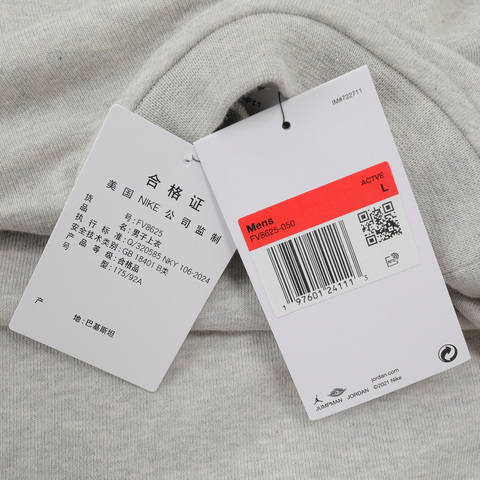 合格证
美国 NIKE 公司监制
货 号: FV8625
品 名: 男子上衣
执行标准: Q/320585 NKY 106-2024
安全技术类别: GB 18401 B类
产品等级: 合格品
型: 175/92A
产 地: 巴基斯坦
IM#722711
ACTVE
L
Mens
FV8625-050
1 97601 24111 3
jordan.com
©2021 Nike
JUMPMAN JORDAN